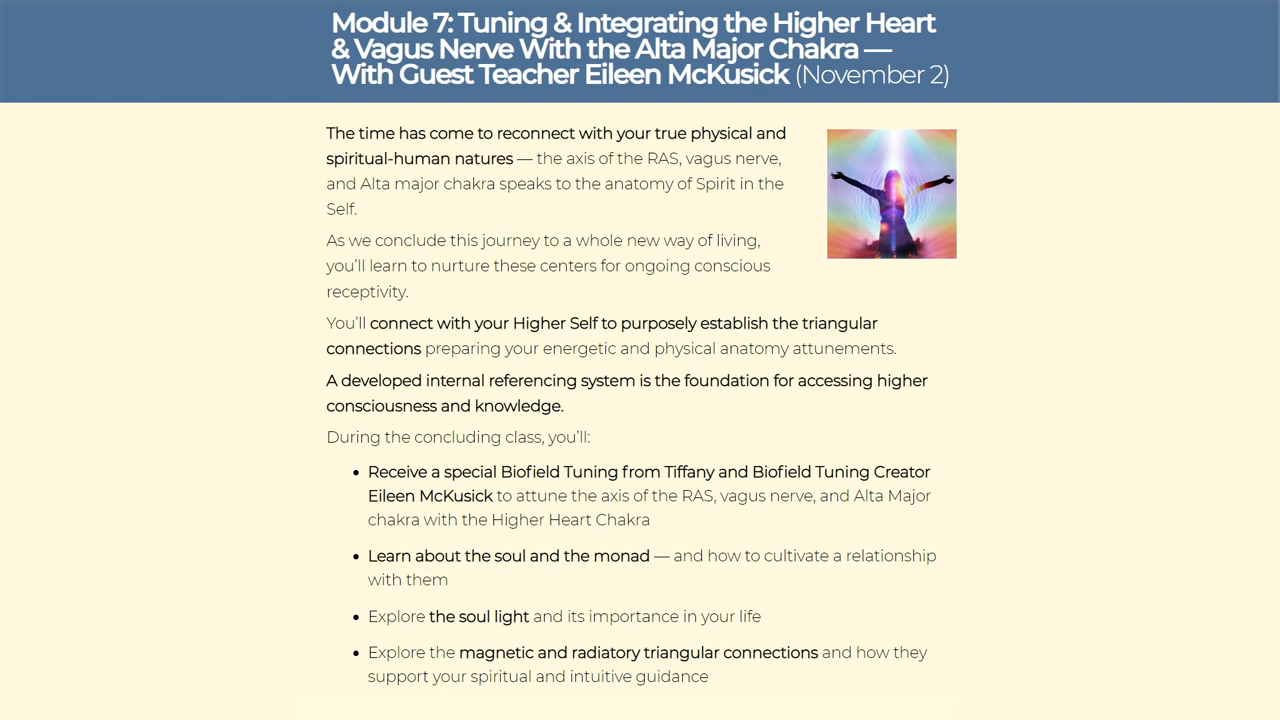 Module 7: Tuning & Integrating the Higher Heart
& Vagus Nerve With the Alta Major Chakra —
With Guest Teacher Eileen McKusick (November 2)
The time has come to reconnect with your true physical and
spiritual-human natures — the axis of the RAS, vagus nerve,
and Alta major chakra speaks to the anatomy of Spirit in the
Self.
As we conclude this journey to a whole new way of living,
you'll learn to nurture these centers for ongoing conscious
receptivity.
You'll connect with your Higher Self to purposely establish the triangular
connections preparing your energetic and physical anatomy attunements.
A developed internal referencing system is the foundation for accessing higher
consciousness and knowledge.
During the concluding class, you'll:
• Receive a special Biofield Tuning from Tiffany and Biofield Tuning Creator
Eileen McKusick to attune the axis of the RAS, vagus nerve, and Alta Major
chakra with the Higher Heart Chakra
• Learn about the soul and the monad — and how to cultivate a relationship
with them
• Explore the soul light and its importance in your life
• Explore the magnetic and radiatory triangular connections and how they
support your spiritual and intuitive guidance